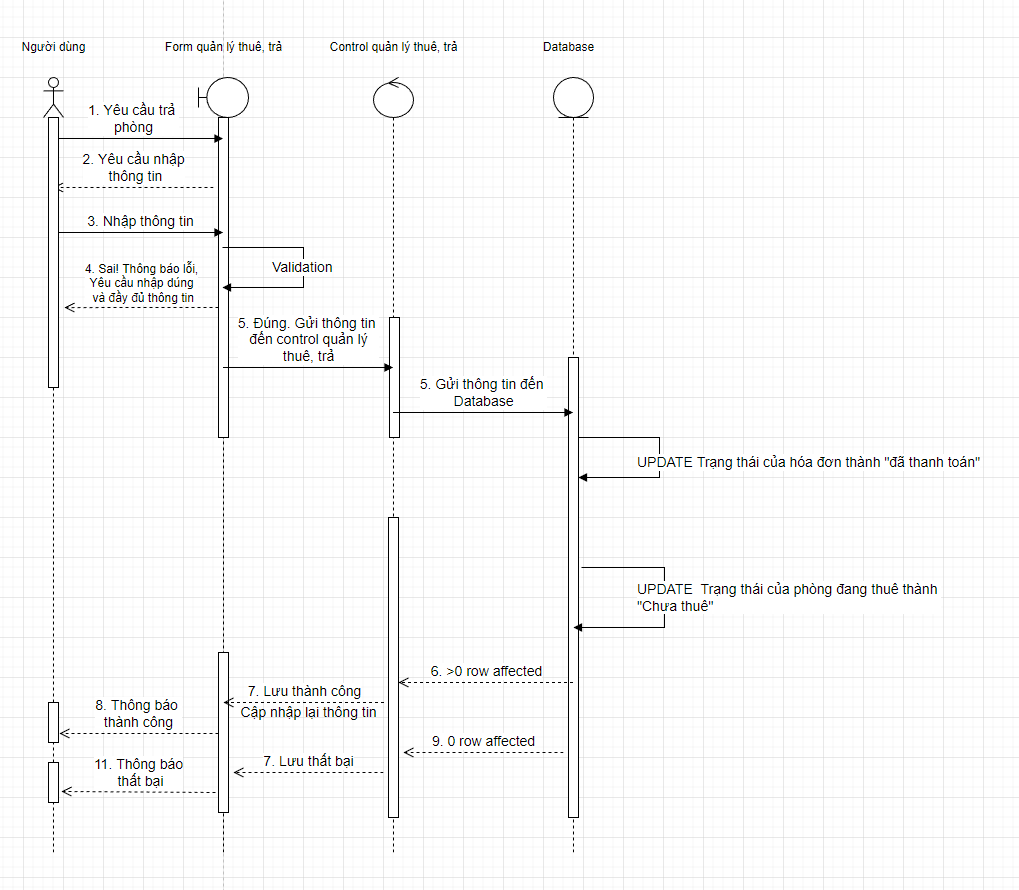 Người dùng
Form quản lý thuê, trả
Control quản lý thuê, trả
Database
1. Yêu cầu trả
phòng
2. Yêu cầu nhập
thông tin
3. Nhập thông tin
Validation
4. Sai! Thông báo lỗi,
Yêu cầu nhập dúng
và đầy đủ thông tin
5. Đúng. Gửi thông tin
đến control quản lý
thuê, trả
5. Gửi thông tin đến
Database
UPDATE Trạng thái của hóa đơn thành "đã thanh toán"
UPDATE  Trạng thái của phòng đang thuê thành
"Chưa thuê"
6. >0 row affected
7. Lưu thành công
Cập nhập lại thông tin
8. Thông báo
thành công
9. 0 row affected
7. Lưu thất bại
11. Thông báo
thất bại